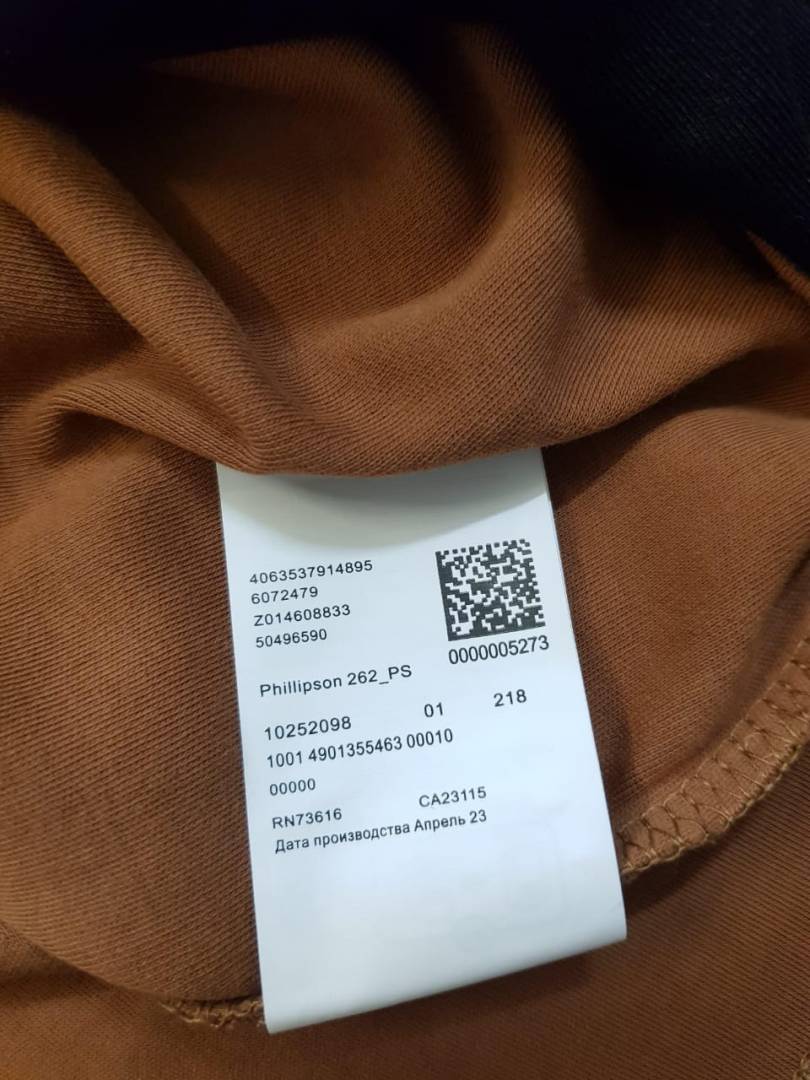 4063537914895
6072479
Z014608833
50496590
0000005273
Phillipson 262_PS
10252098 01 218
1001 4901355463 00010
00000
RN73616 CA23115
Дата производства Апрель 23